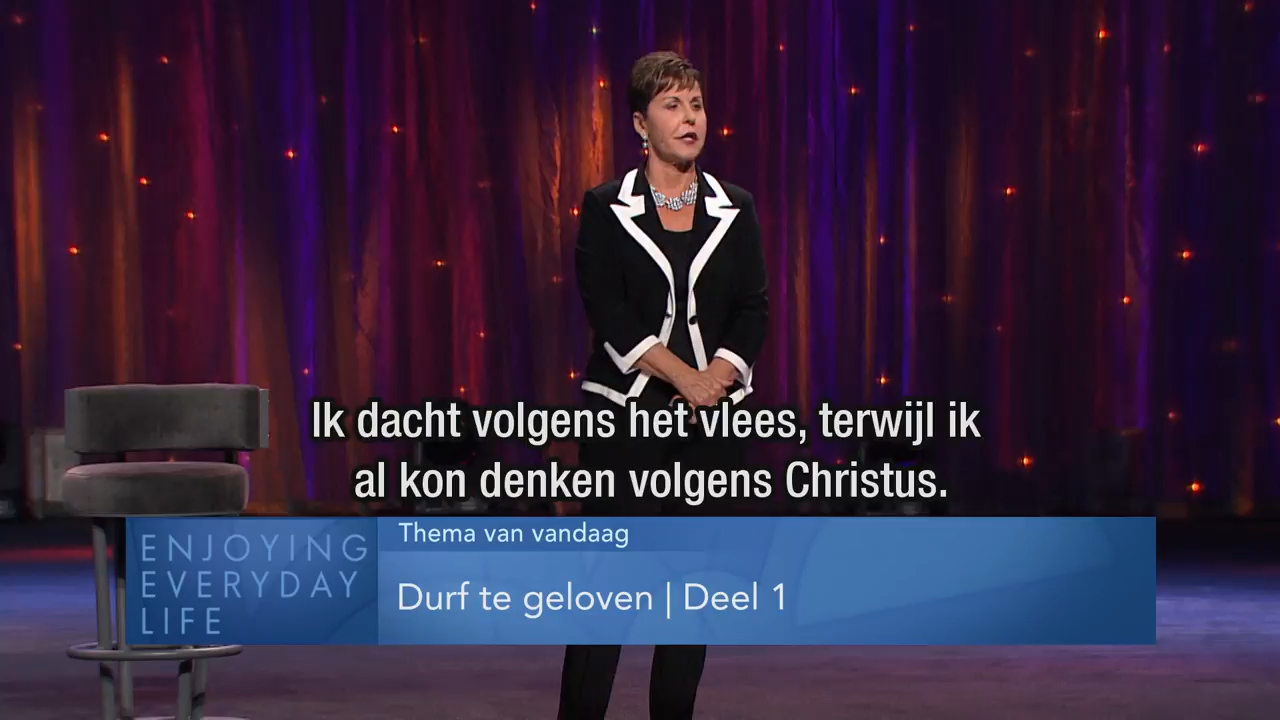 Ik dacht volgens het vlees, terwijl ik
al kon denken volgens Christus.
ENJOYING
EVERYDAY
LIFE
Thema van vandaag
Durf te geloven | Deel 1